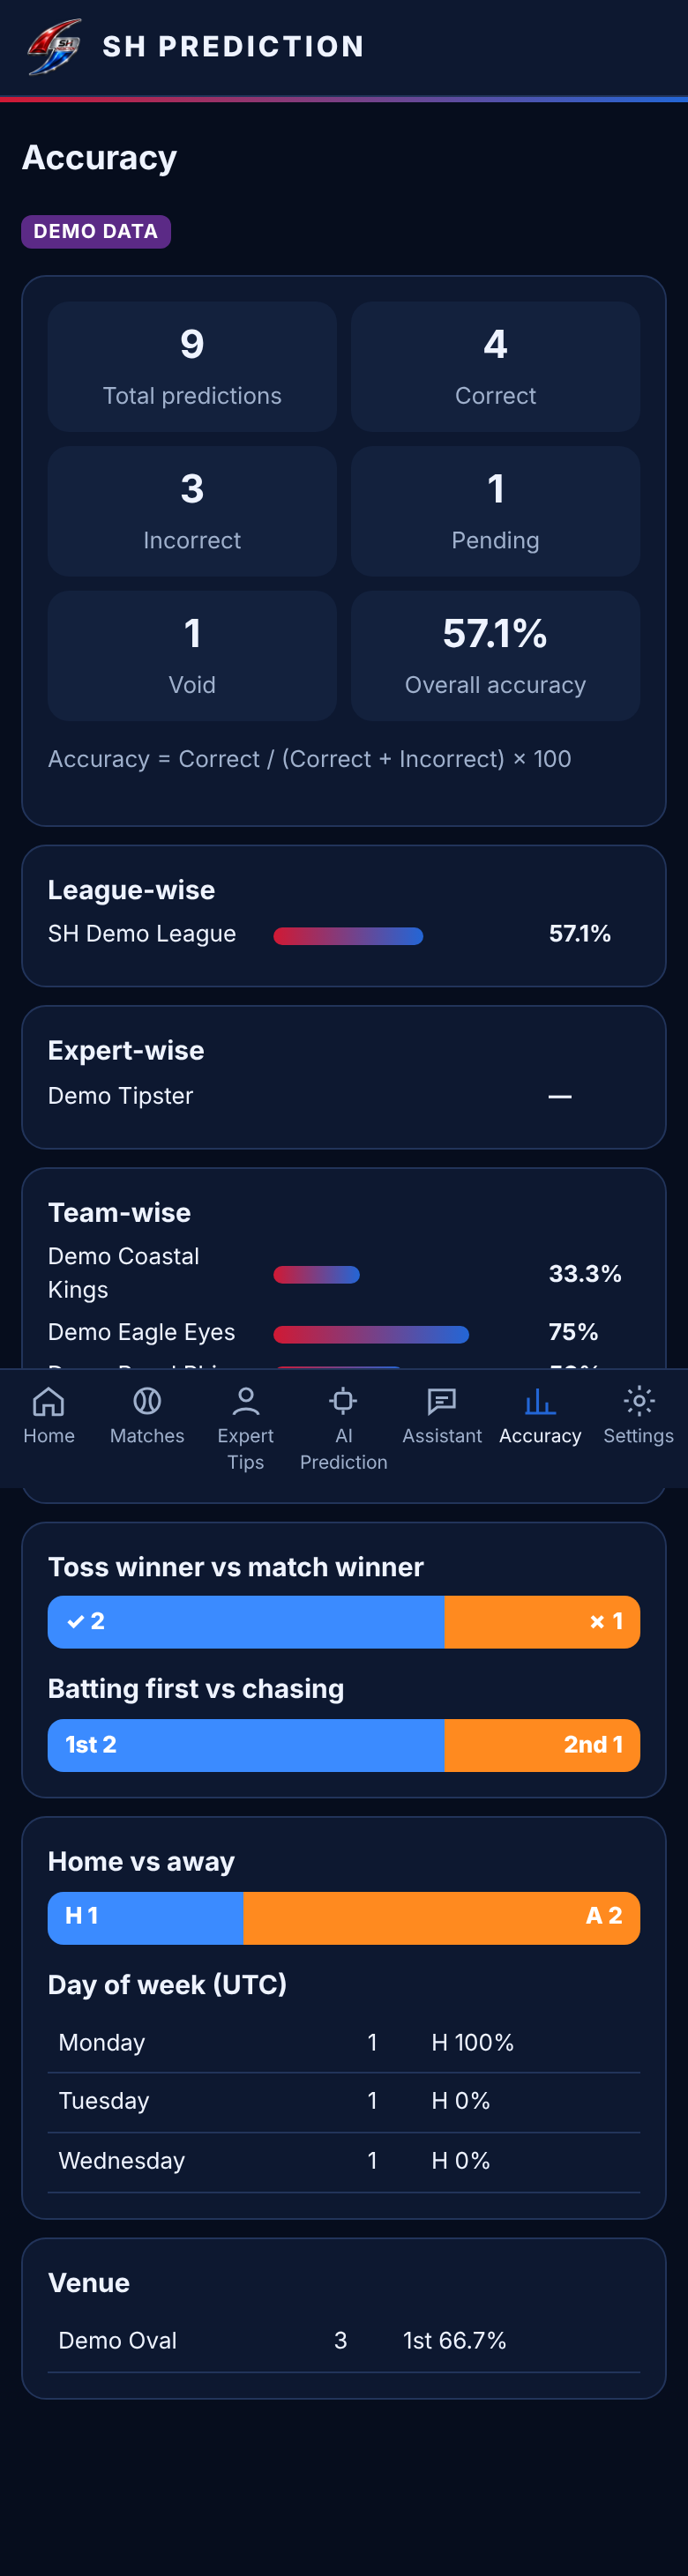 SH PREDICTION
Accuracy
DEMO DATA
9
Total predictions
4
Correct
3
Incorrect
1
Pending
1
Void
57.1%
Overall accuracy
Accuracy = Correct / (Correct + Incorrect) × 100
League-wise
SH Demo League 57.1%
Expert-wise
Demo Tipster —
Team-wise
Demo Coastal
Kings 33.3%
Demo Eagle Eyes 75%
Home
Matches
Expert
Tips
AI
Prediction
Assistant
Accuracy
Settings
Toss winner vs match winner
✓ 2 × 1
Batting first vs chasing
1st 2 2nd 1
Home vs away
H 1 A 2
Day of week (UTC)
Monday 1 H 100%
Tuesday 1 H 0%
Wednesday 1 H 0%
Venue
Demo Oval 3 1st 66.7%